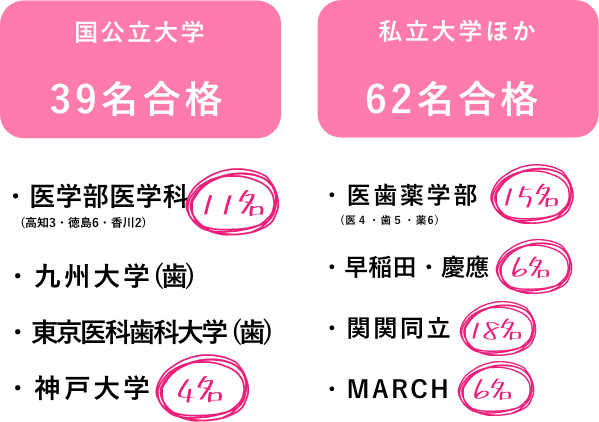 国公立大学
39名合格
・医学部医学科 11名
（高知3・徳島6・香川2）
・九州大学（歯）
・東京医科歯科大学（歯）
・神戸大学 4名
私立大学ほか
62名合格
・医歯薬学部 15名
（医４・歯５・薬6）
・早稲田・慶應 6名
・関関同立 18名
・MARCH 6名